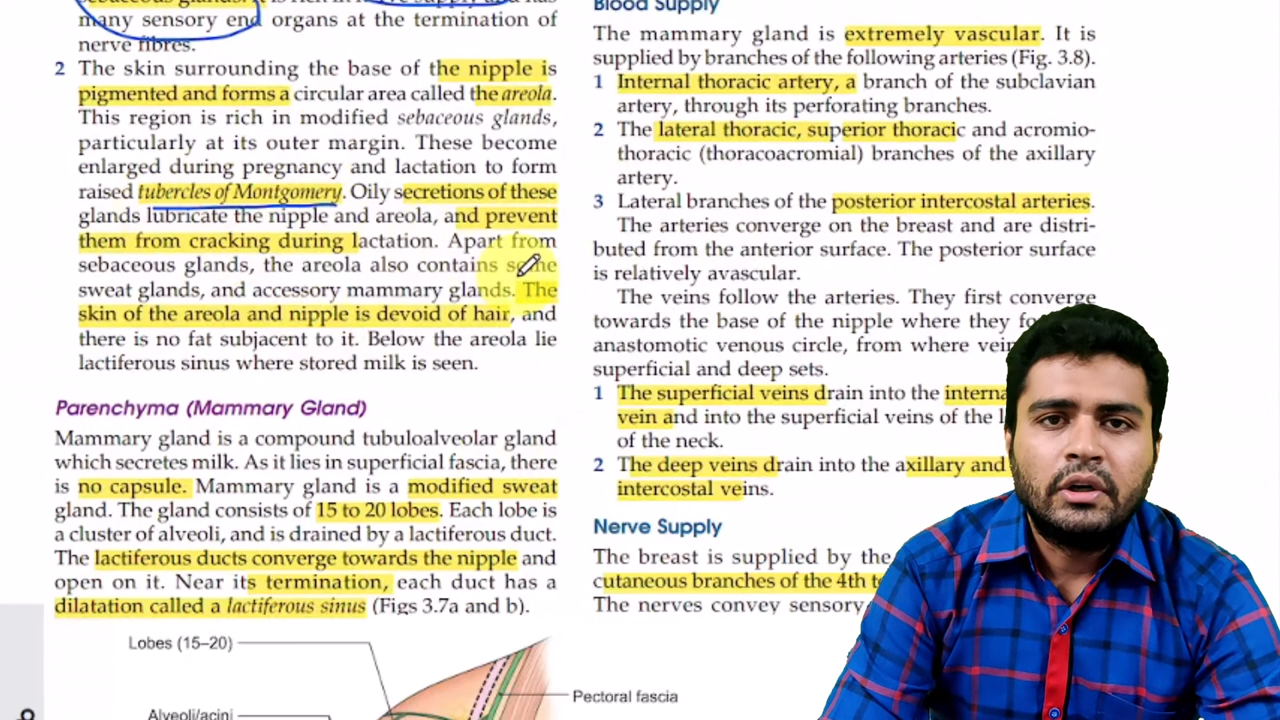 many sensory end organs at the termination of
nerve fibres.
2 The skin surrounding the base of the nipple is
pigmented and forms a circular area called the areola.
This region is rich in modified sebaceous glands,
particularly at its outer margin. These become
enlarged during pregnancy and lactation to form
raised tubercles of Montgomery. Oily secretions of these
glands lubricate the nipple and areola, and prevent
them from cracking during lactation. Apart from
sebaceous glands, the areola also contains some
sweat glands, and accessory mammary glands. The
skin of the areola and nipple is devoid of hair, and
there is no fat subjacent to it. Below the areola lie
lactiferous sinus where stored milk is seen.
Parenchyma (Mammary Gland)
Mammary gland is a compound tubuloalveolar gland
which secretes milk. As it lies in superficial fascia, there
is no capsule. Mammary gland is a modified sweat
gland. The gland consists of 15 to 20 lobes. Each lobe is
a cluster of alveoli, and is drained by a lactiferous duct.
The lactiferous ducts converge towards the nipple and
open on it. Near its termination, each duct has a
dilatation called a lactiferous sinus (Figs 3.7a and b).
Lobes (15–20)
Alveoli/acini
Pectoral fascia
Blood Supply
The mammary gland is extremely vascular. It is
supplied by branches of the following arteries (Fig. 3.8).
1 Internal thoracic artery, a branch of the subclavian
artery, through its perforating branches.
2 The lateral thoracic, superior thoracic and acromio-
thoracic (thoracoacromial) branches of the axillary
artery.
3 Lateral branches of the posterior intercostal arteries.
The arteries converge on the breast and are distri-
buted from the anterior surface. The posterior surface
is relatively avascular.
The veins follow the arteries. They first converge
towards the base of the nipple where they
anastomotic venous circle, from where
superficial and deep sets.
1 The superficial veins drain into the
vein and into the superficial veins of the
of the neck.
2 The deep veins drain into the axillary and
intercostal veins.
Nerve Supply
The breast is supplied by the
cutaneous branches of the 4th
The nerves convey sensory